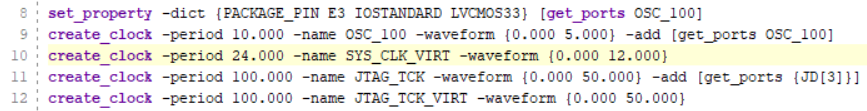 8 set_property -dict {PACKAGE_PIN E3 IOSTANDARD LVCMOS33} [get_ports OSC_100]
9 create_clock -period 10.000 -name OSC_100 -waveform {0.000 5.000} -add [get_ports OSC_100]
10 create_clock -period 24.000 -name SYS_CLK_VIRT -waveform {0.000 12.000}
11 create_clock -period 100.000 -name JTAG_TCK -waveform {0.000 50.000} -add [get_ports {JD[3]}]
12 create_clock -period 100.000 -name JTAG_TCK_VIRT -waveform {0.000 50.000}